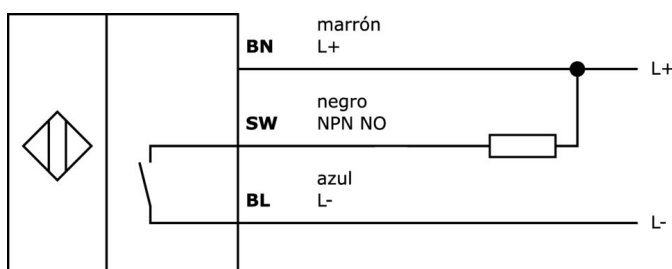 marrón
BN L+
L+
negro
SW NPN NO
azul
BL L-
L-